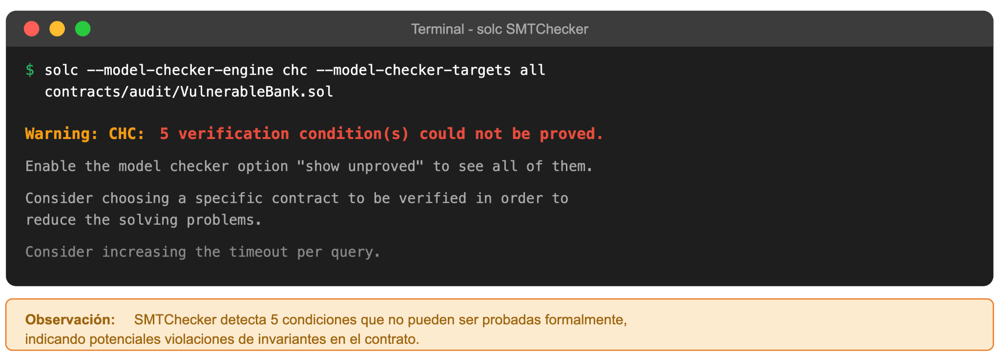 Terminal - solc SMTChecker
$ solc --model-checker-engine chc --model-checker-targets all
contracts/audit/VulnerableBank.sol
Warning: CHC: 5 verification condition(s) could not be proved.
Enable the model checker option "show unproved" to see all of them.
Consider choosing a specific contract to be verified in order to
reduce the solving problems.
Consider increasing the timeout per query.
Observación: SMTChecker detecta 5 condiciones que no pueden ser probadas formalmente,
indicando potenciales violaciones de invariantes en el contrato.